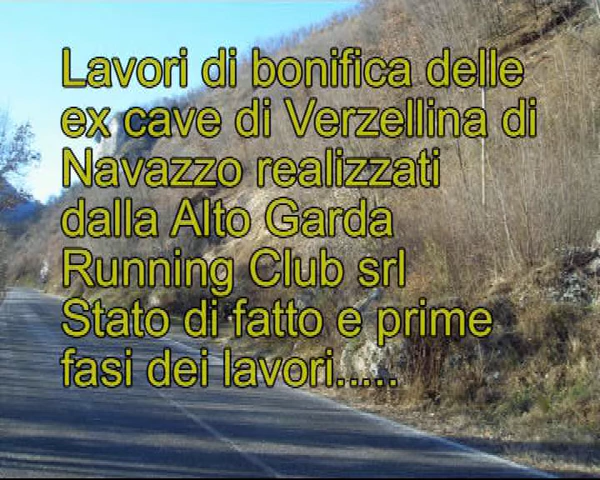 Lavori di bonifica delle
ex cave di Verzellina di
Navazzo realizzati
dalla Alto Garda
Running Club srl
Stato di fatto e prime
fasi dei lavori.....